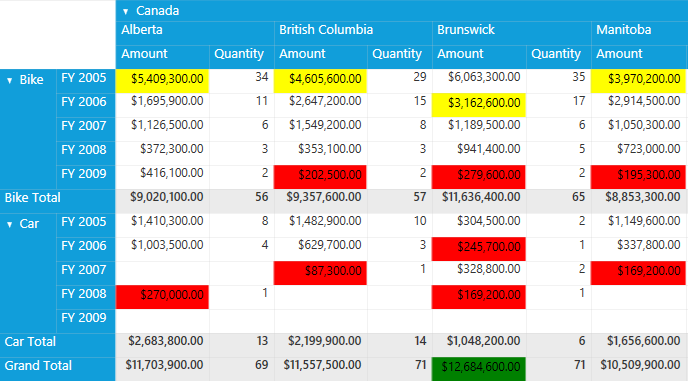 Canada
Alberta British Columbia Brunswick Manitoba
Amount Quantity Amount Quantity Amount Quantity Amount
Bike FY 2005 $5,409,300.00 34 $4,605,600.00 29 $6,063,300.00 35 $3,970,200.00
FY 2006 $1,695,900.00 11 $2,647,200.00 15 $3,162,600.00 17 $2,914,500.00
FY 2007 $1,126,500.00 6 $1,549,200.00 8 $1,189,500.00 6 $1,050,300.00
FY 2008 $372,300.00 3 $353,100.00 3 $941,400.00 5 $723,000.00
FY 2009 $416,100.00 2 $202,500.00 2 $279,600.00 2 $195,300.00
Bike Total $9,020,100.00 56 $9,357,600.00 57 $11,636,400.00 65 $8,853,300.00
Car FY 2005 $1,410,300.00 8 $1,482,900.00 10 $304,500.00 2 $1,149,600.00
FY 2006 $1,003,500.00 4 $629,700.00 3 $245,700.00 1 $337,800.00
FY 2007 $87,300.00 1 $328,800.00 2 $169,200.00
FY 2008 $270,000.00 1 $169,200.00 1
FY 2009
Car Total $2,683,800.00 13 $2,199,900.00 14 $1,048,200.00 6 $1,656,600.00
Grand Total $11,703,900.00 69 $11,557,500.00 71 $12,684,600.00 71 $10,509,900.00